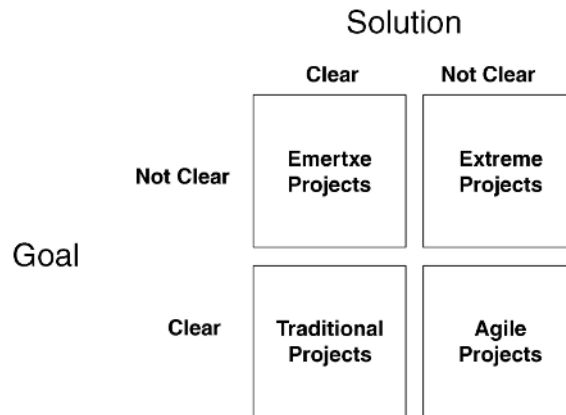 Solution
Clear Not Clear
Not Clear
Emertxe Projects
Extreme Projects
Goal
Clear
Traditional Projects
Agile Projects